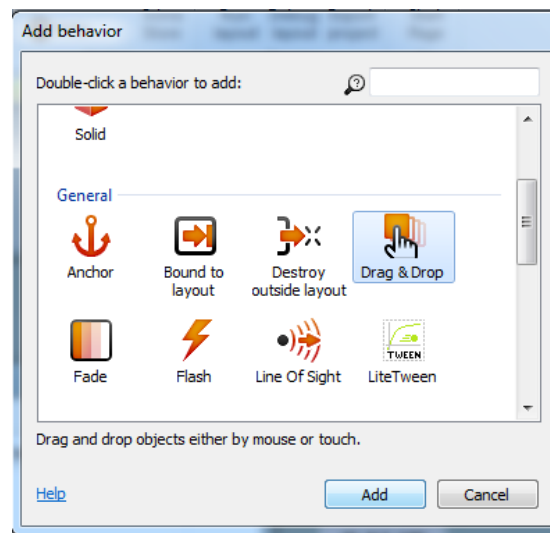 Add behavior
Double-click a behavior to add:
Solid
General
Anchor
Bound to
layout
Destroy
outside layout
Drag & Drop
Fade
Flash
Line Of Sight
TWEEN
LiteTween
Drag and drop objects either by mouse or touch.
Help
Add
Cancel